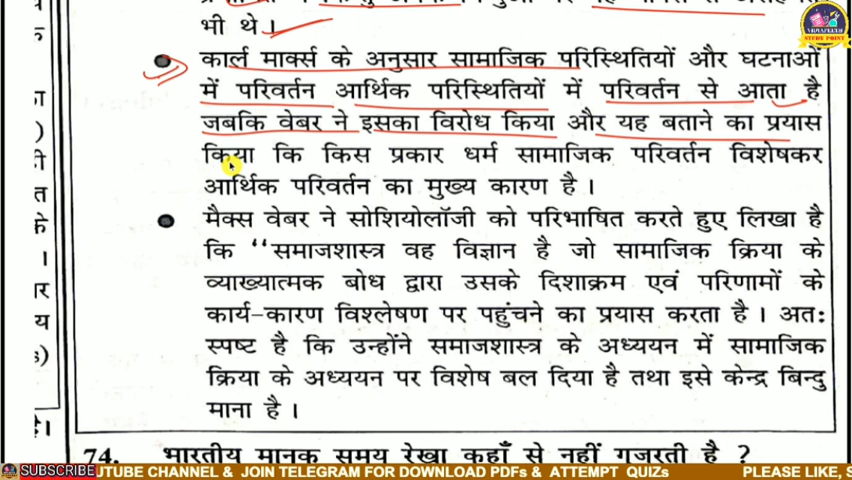 भी थे।
कार्ल मार्क्स के अनुसार सामाजिक परिस्थितियों और घटनाओं
में परिवर्तन आर्थिक परिस्थितियों में परिवर्तन से आता है
जबकि वेबर ने इसका विरोध किया और यह बताने का प्रयास
किया कि किस प्रकार धर्म सामाजिक परिवर्तन विशेषकर
आर्थिक परिवर्तन का मुख्य कारण है।
मैक्स वेबर ने सोशियोलॉजी को परिभाषित करते हुए लिखा है
कि ‘‘समाजशास्त्र वह विज्ञान है जो सामाजिक क्रिया के
व्याख्यात्मक बोध द्वारा उसके दिशाक्रम एवं परिणामों के
कार्य-कारण विश्लेषण पर पहुंचने का प्रयास करता है। अतः
स्पष्ट है कि उन्होंने समाजशास्त्र के अध्ययन में सामाजिक
क्रिया के अध्ययन पर विशेष बल दिया है तथा इसे केन्द्र बिन्दु
माना है।
74. भारतीय मानक समय रेखा कहाँ से नहीं गुजरती है ?
SUBSCRIBE UTUBE CHANNEL & JOIN TELEGRAM FOR DOWNLOAD PDFs & ATTEMPT QUIZs PLEASE LIKE, S